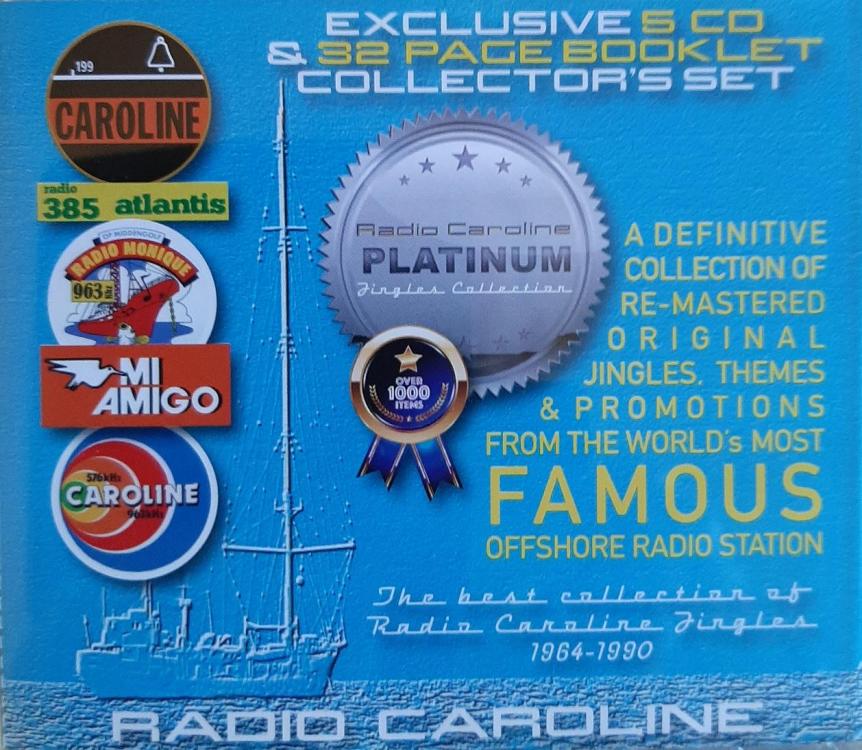 EXCLUSIVE 5 CD
& 32 PAGE BOOKLET
COLLECTOR'S SET
199
CAROLINE
radio
385 atlantis
OP MIDDENGOLF
RADIO MONIQUE
963 khz
MI
AMIGO
576kHz
CAROLINE
963kHz
Radio Caroline
PLATINUM
Jingles Collection
OVER
1000
ITEMS
A DEFINITIVE
COLLECTION OF
RE-MASTERED
ORIGINAL
JINGLES, THEMES
& PROMOTIONS
FROM THE WORLD's MOST
FAMOUS
OFFSHORE RADIO STATION
The best collection of
Radio Caroline Jingles
1964-1990
RADIO CAROLINE